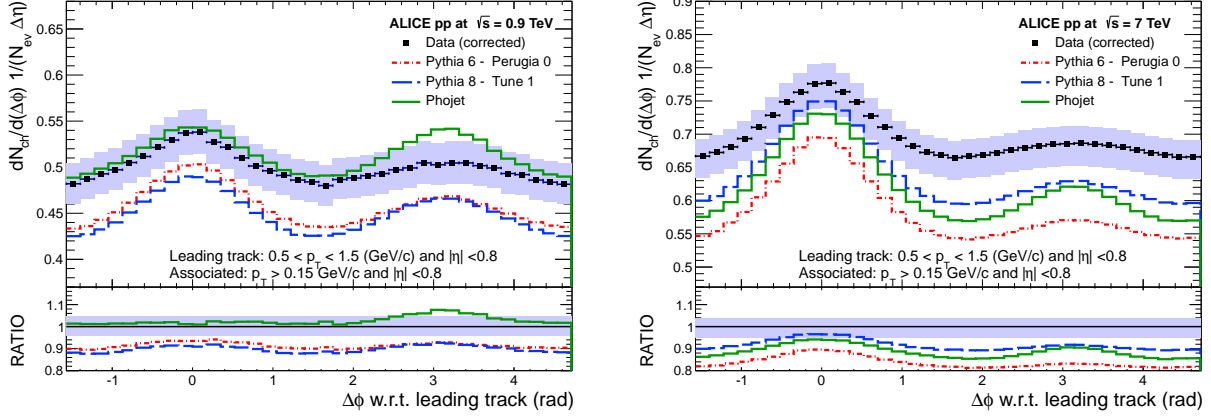 ALICE pp at √s = 0.9 TeV
Data (corrected)
Pythia 6 - Perugia 0
Pythia 8 - Tune 1
Phojet
dN_ch/d(Δϕ) 1/(N_ev Δη)
0.65
0.6
0.55
0.5
0.45
0.4
Leading track: 0.5 < p_T < 1.5 (GeV/c) and |η| <0.8
Associated: p_T > 0.15 GeV/c and |η| <0.8
RATIO
1.1
1
0.9
0.8
-1 0 1 2 3 4
Δϕ w.r.t. leading track (rad)
ALICE pp at √s = 7 TeV
Data (corrected)
Pythia 6 - Perugia 0
Pythia 8 - Tune 1
Phojet
dN_ch/d(Δϕ) 1/(N_ev Δη)
0.9
0.85
0.8
0.75
0.7
0.65
0.6
0.55
0.5
Leading track: 0.5 < p_T < 1.5 (GeV/c) and |η| <0.8
Associated: p_T > 0.15 GeV/c and |η| <0.8
RATIO
1.1
1
0.9
0.8
-1 0 1 2 3 4
Δϕ w.r.t. leading track (rad)